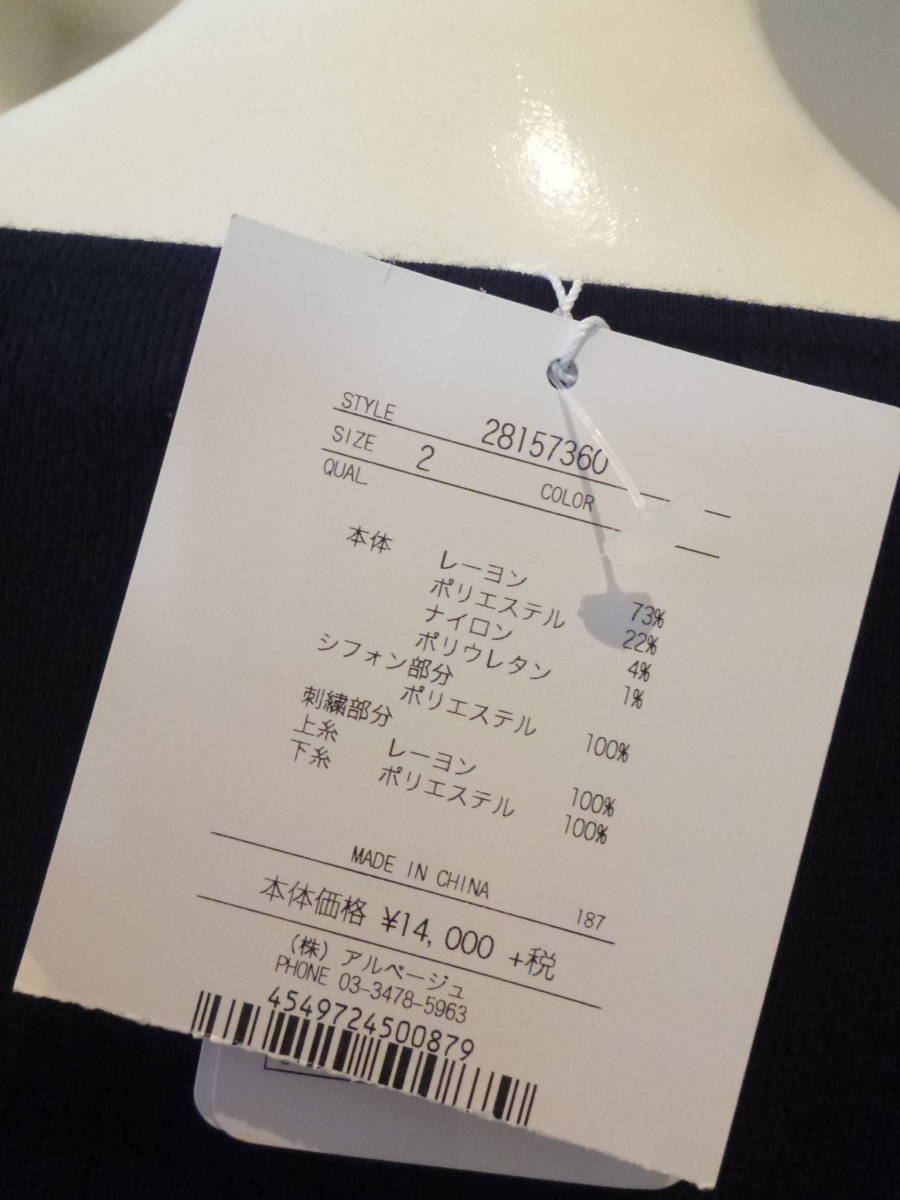 STYLE 28157360
SIZE 2 COLOR
QUAL.
本体 レーヨン 73%
ポリエステル 22%
ナイロン 4%
ポリウレタン 1%
シフォン部分
ポリエステル 100%
刺繍部分
上糸 レーヨン 100%
下糸 ポリエステル 100%
MADE IN CHINA 187
本体価格 ¥14,000 +税
(株) アルページュ
PHONE 03-3478-5963
4549724500879